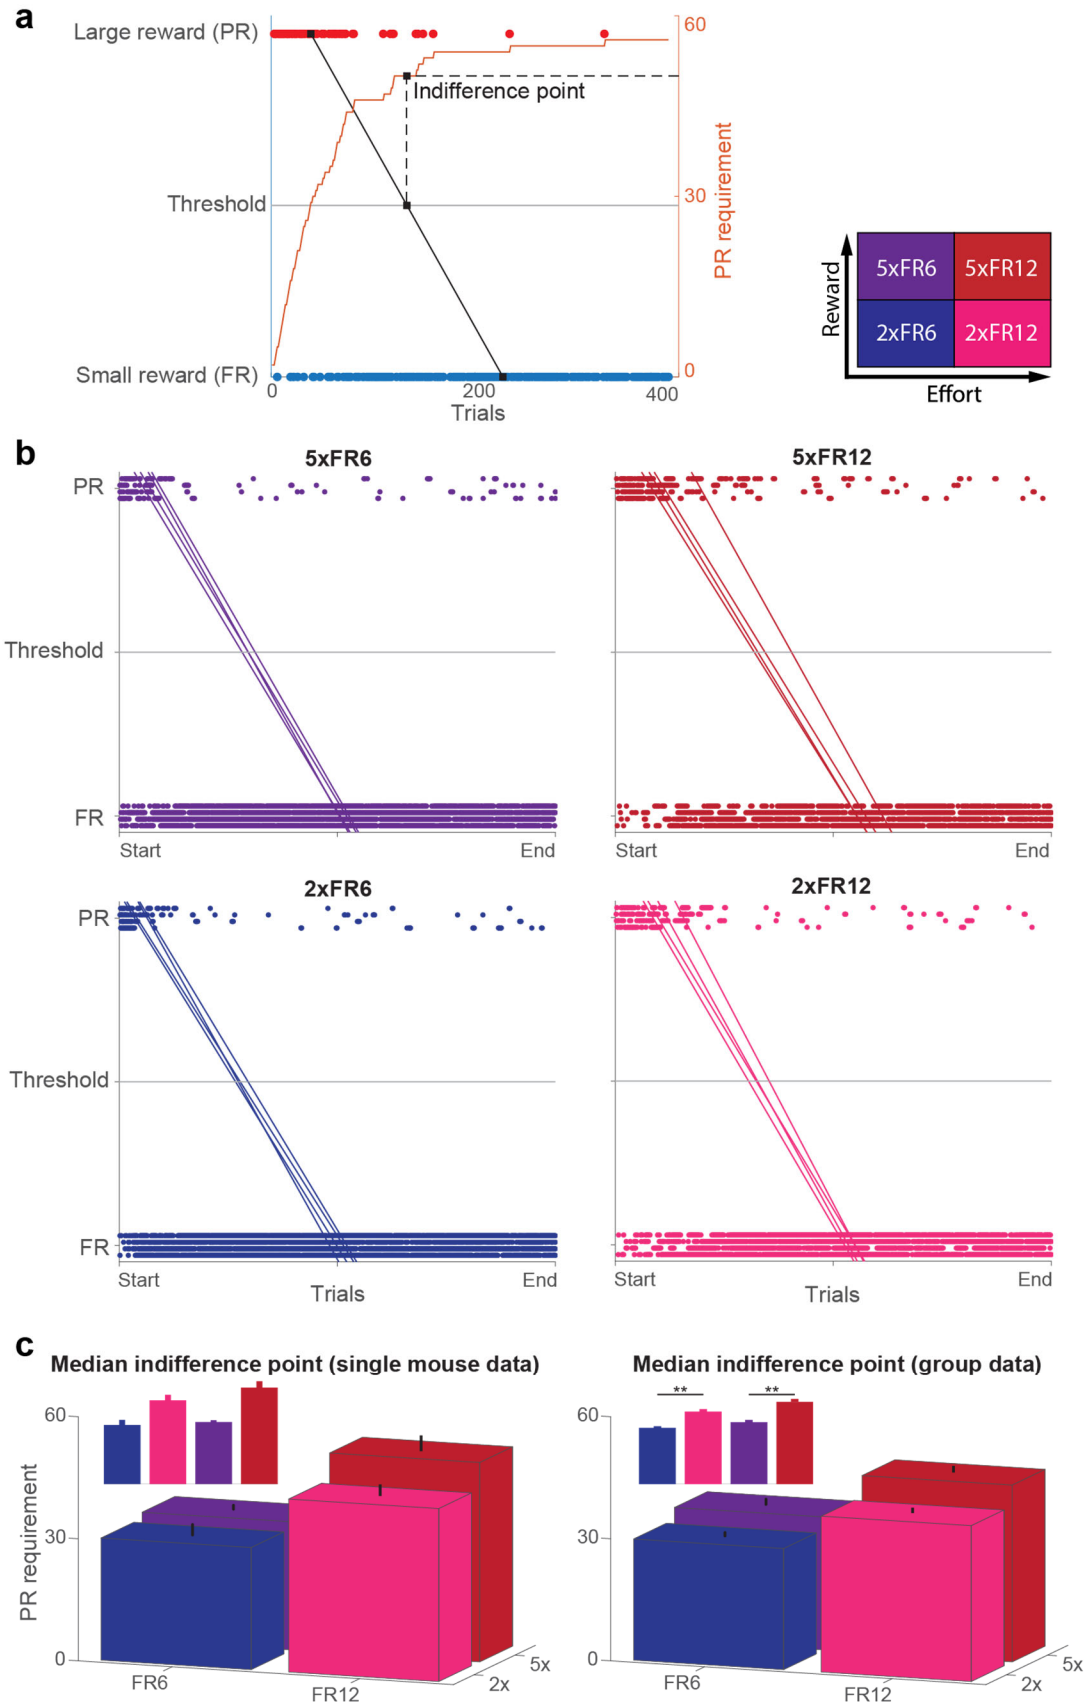 a
Large reward (PR)
60
Indifference point
Threshold
30
PR requirement
Small reward (FR)
0
0
200
400
Trials
Reward
5xFR6
5xFR12
2xFR6
2xFR12
Effort
b
5xFR6
5xFR12
PR
Threshold
FR
Start
End
Start
End
2xFR6
2xFR12
PR
Threshold
FR
Start
End
Start
End
Trials
Trials
c
Median indifference point (single mouse data)
60
30
0
PR requirement
FR6
FR12
2x
5x
Median indifference point (group data)
**
**
60
30
0
FR6
FR12
2x
5x